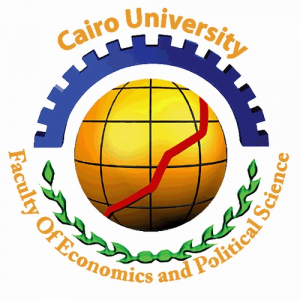 Cairo University
Faculty Of Economics and Political Science